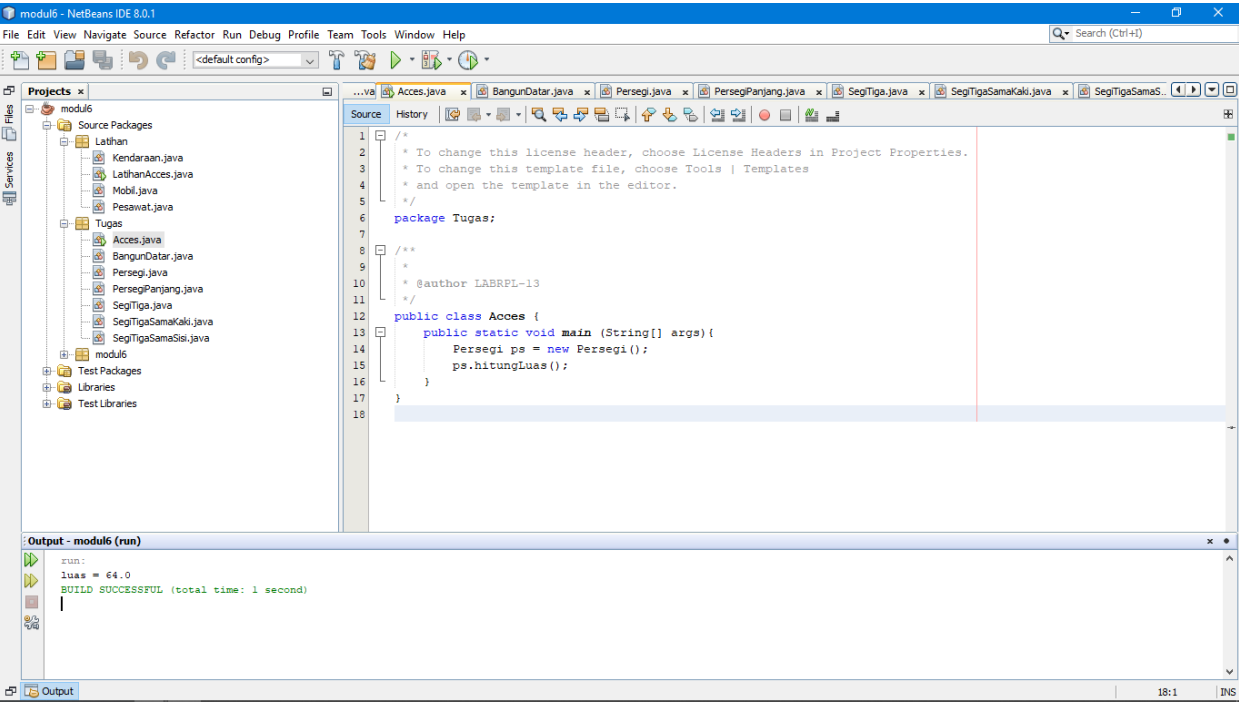 modul6 - NetBeans IDE 8.0.1
File Edit View Navigate Source Refactor Run Debug Profile Team Tools Window Help
Search (Ctrl+I)
<default config>
Files
Services
Projects
modul6
Source Packages
Latihan
Kendaraan.java
LatihanAcces.java
Mobil.java
Pesawat.java
Tugas
Acces.java
BangunDatar.java
Persegi.java
PersegiPanjang.java
SegiTiga.java
SegiTigaSamaKaki.java
SegiTigaSamaSisi.java
modul6
Test Packages
Libraries
Test Libraries
...va Acces.java BangunDatar.java Persegi.java PersegiPanjang.java SegiTiga.java SegiTigaSamaKaki.java SegiTigaSamaS...
Source History
1 /*
2 * To change this license header, choose License Headers in Project Properties.
3 * To change this template file, choose Tools | Templates
4 * and open the template in the editor.
5 */
6 package Tugas;
7
8 /**
9 *
10 * @author LABRPL-13
11 */
12 public class Acces {
13 public static void main (String[] args){
14 Persegi ps = new Persegi();
15 ps.hitungLuas();
16 }
17 }
18
Output - modul6 (run)
run:
luas = 64.0
BUILD SUCCESSFUL (total time: 1 second)
Output
18:1 INS